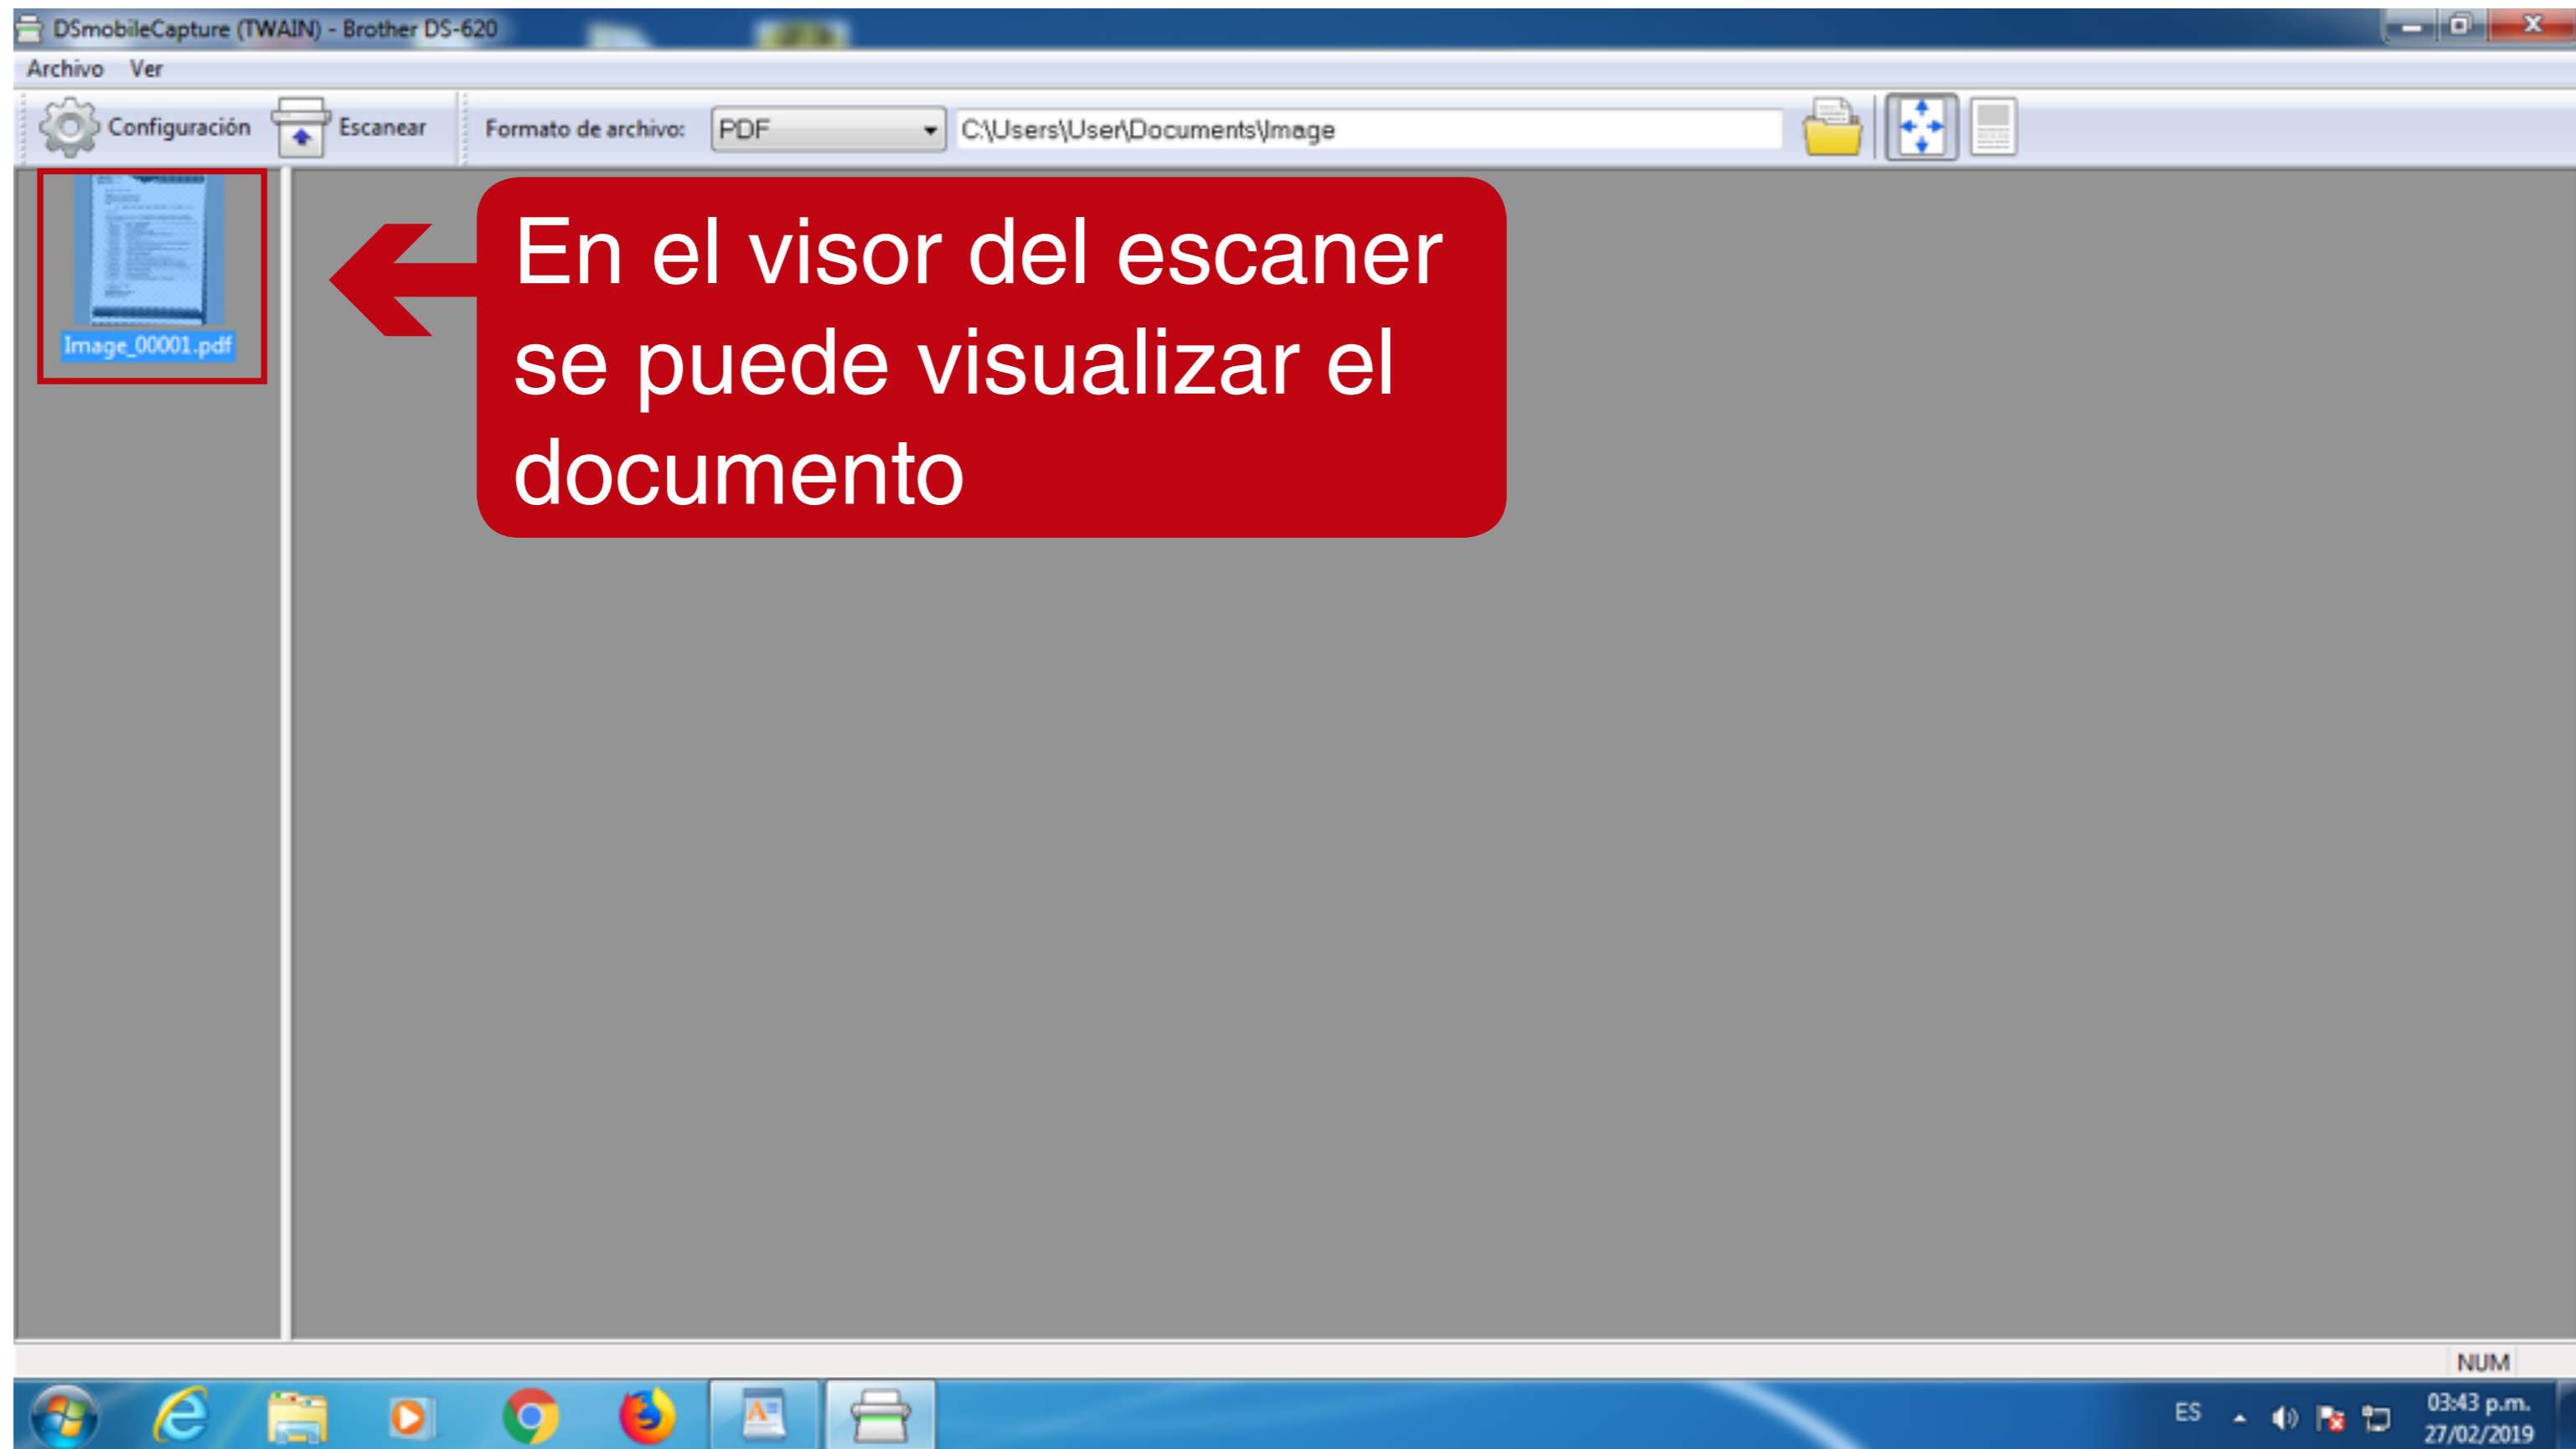 DSmobileCapture (TWAIN) - Brother DS-620
Archivo Ver
Configuración Escanear Formato de archivo: PDF C:\Users\User\Documents\Image
En el visor del escaner
se puede visualizar el
documento
Image_00001.pdf
NUM
ES 03:43 p.m.
27/02/2019